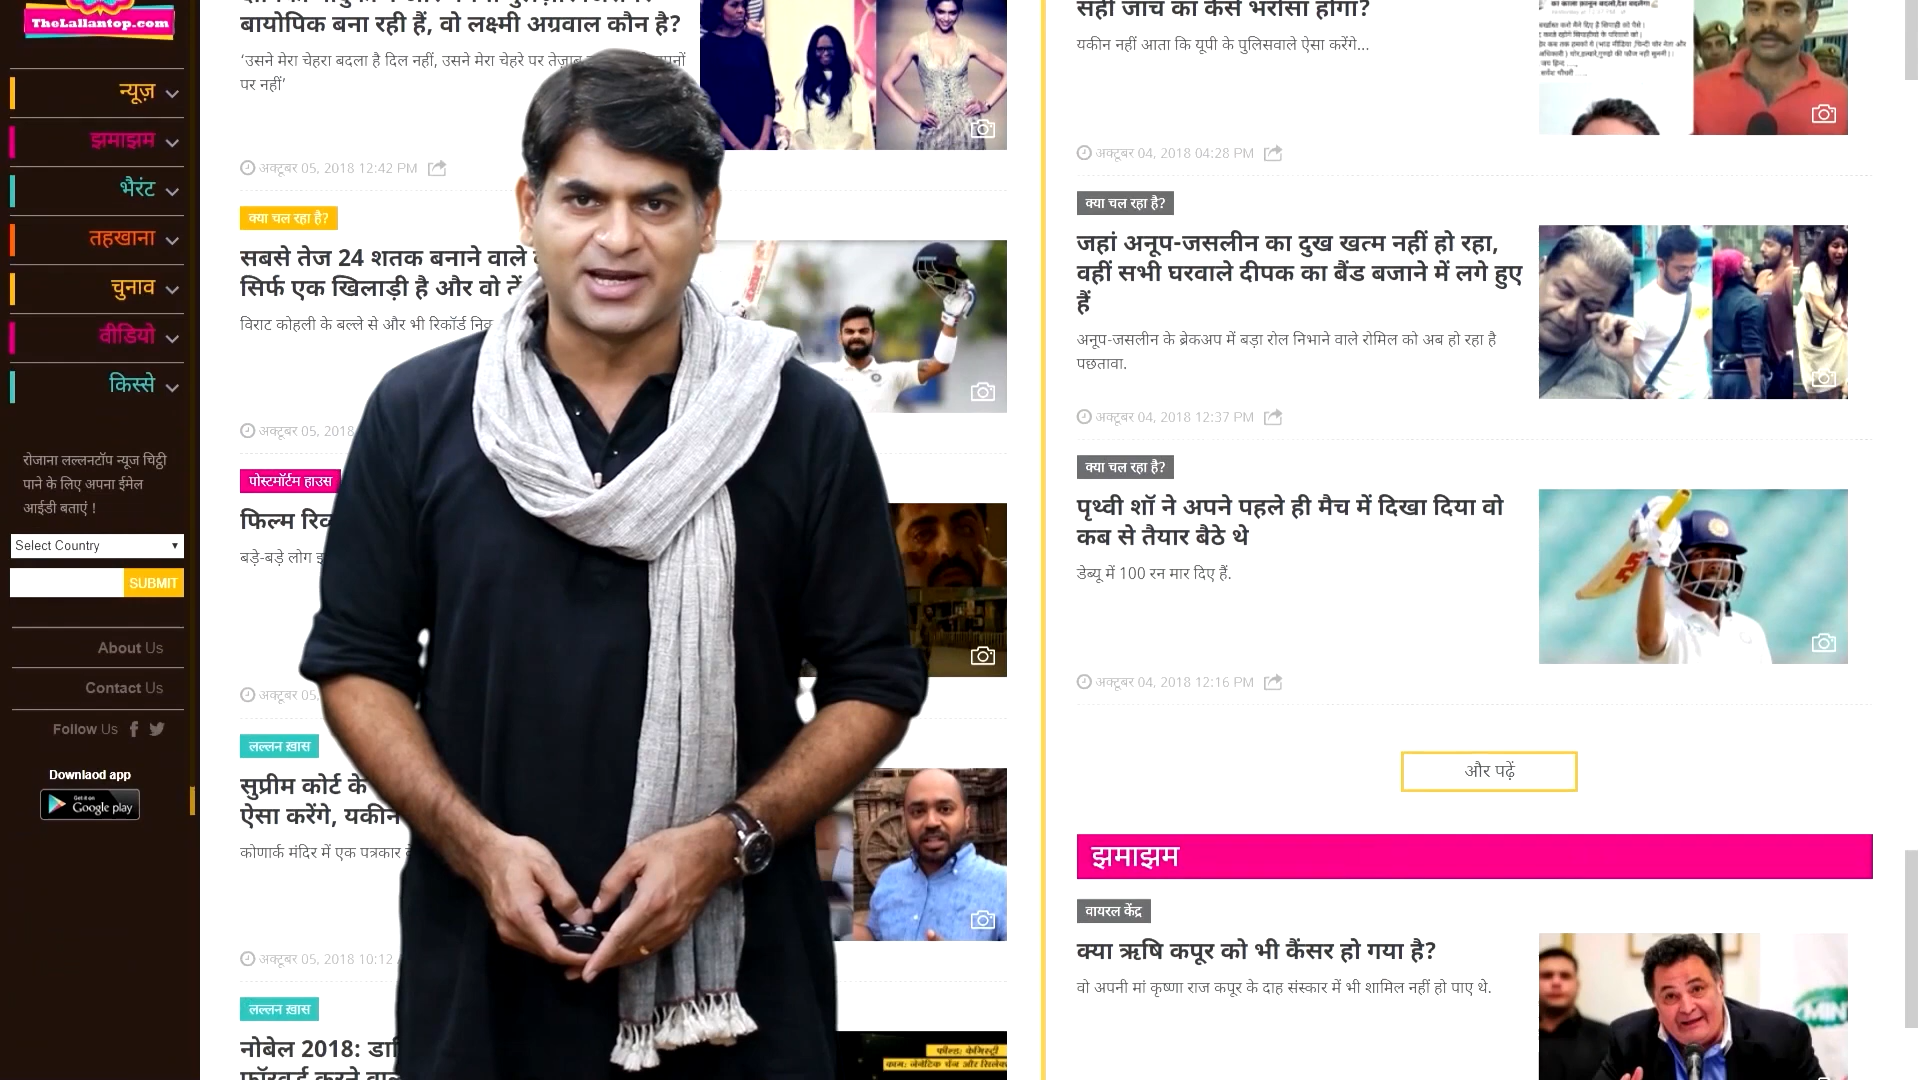 TheLallantop.com
न्यूज़
झमाझम
भैरंट
तहखाना
चुनाव
वीडियो
किस्से
रोजाना लल्लनटॉप न्यूज चिट्ठी
पाने के लिए अपना ईमेल
आईडी बताएं !
Select Country
SUBMIT
About Us
Contact Us
Follow Us
Downlaod app
Get it on
Google play
बायोपिक बना रही हैं, वो लक्ष्मी अग्रवाल कौन है?
‘उसने मेरा चेहरा बदला है दिल नहीं, उसने मेरे चेहरे पर तेज़ाब
पर नहीं’
अक्टूबर 05, 2018 12:42 PM
क्या चल रहा है?
सबसे तेज 24 शतक बनाने वाले
सिर्फ एक खिलाड़ी है और वो तें
विराट कोहली के बल्ले से और भी रिकॉर्ड
अक्टूबर 05, 2018
पोस्टमॉर्टम हाउस
फिल्म
बड़े-बड़े लोग
अक्टूबर 05,
लल्लन ख़ास
सुप्रीम कोर्ट के
ऐसा करेंगे, यकीन
कोणार्क मंदिर में एक पत्रकार
अक्टूबर 05, 2018 10:12
लल्लन ख़ास
नोबेल 2018:
सही जांच का कैसे भरोसा होगा?
यकीन नहीं आता कि यूपी के पुलिसवाले ऐसा करेंगे...
अक्टूबर 04, 2018 04:28 PM
क्या चल रहा है?
जहां अनूप-जसलीन का दुख खत्म नहीं हो रहा,
वहीं सभी घरवाले दीपक का बैंड बजाने में लगे हुए
हैं
अनूप-जसलीन के ब्रेकअप में बड़ा रोल निभाने वाले रोमिल को अब हो रहा है
पछतावा.
अक्टूबर 04, 2018 12:37 PM
क्या चल रहा है?
पृथ्वी शॉ ने अपने पहले ही मैच में दिखा दिया वो
कब से तैयार बैठे थे
डेब्यू में 100 रन मार दिए हैं.
अक्टूबर 04, 2018 12:16 PM
और पढ़ें
झमाझम
वायरल केंद्र
क्या ऋषि कपूर को भी कैंसर हो गया है?
वो अपनी मां कृष्णा राज कपूर के दाह संस्कार में भी शामिल नहीं हो पाए थे.